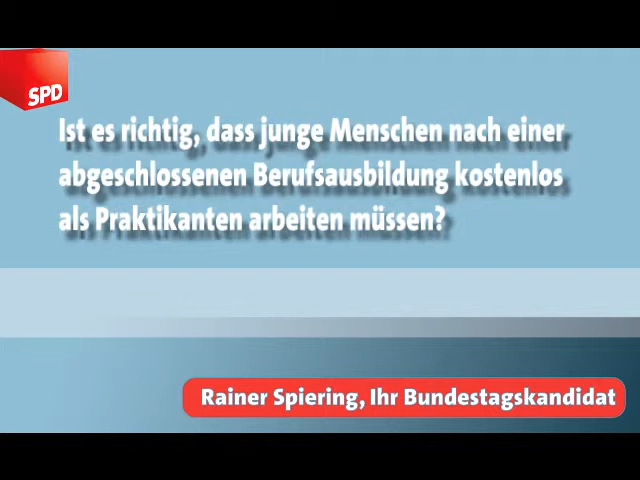 SPD
Ist es richtig, dass junge Menschen nach einer
abgeschlossenen Berufsausbildung kostenlos
als Praktikanten arbeiten müssen?
Rainer Spiering, Ihr Bundestagskandidat